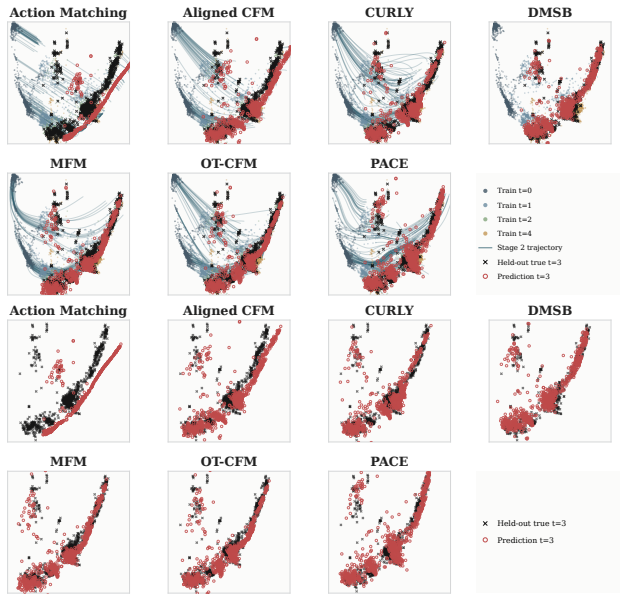 Action Matching
Aligned CFM
CURLY
DMSB
MFM
OT-CFM
PACE
Train t=0
Train t=1
Train t=2
Train t=4
Stage 2 trajectory
Held-out true t=3
Prediction t=3
Action Matching
Aligned CFM
CURLY
DMSB
MFM
OT-CFM
PACE
Held-out true t=3
Prediction t=3